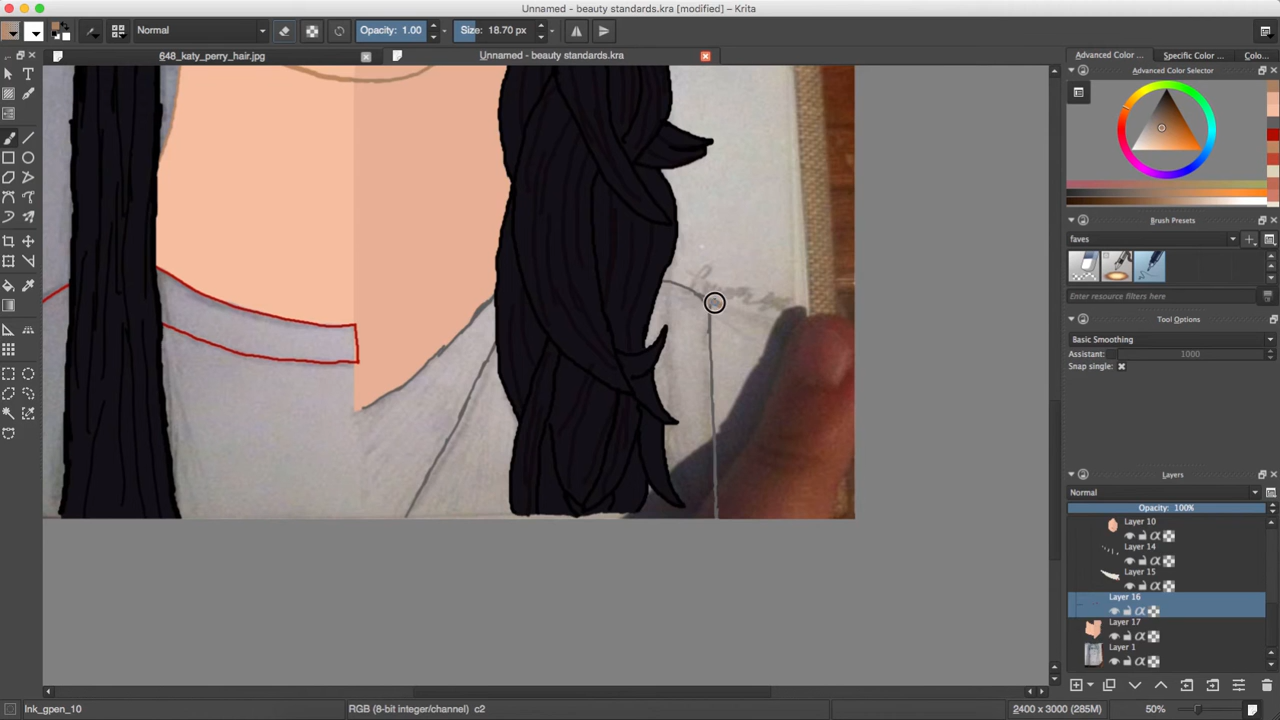 Unnamed - beauty standards.kra [modified] – Krita
Normal
Opacity: 1.00
Size: 18.70 px
648_katy_perry_hair.jpg
Unnamed - beauty standards.kra
Advanced Color ...
Specific Color ...
Colo...
Advanced Color Selector
Brush Presets
faves
Enter resource filters here
Tool Options
Basic Smoothing
Assistant:
1000
Snap single:
Layers
Normal
Opacity: 100%
Layer 10
Layer 14
Layer 15
Layer 16
Layer 17
Layer 1
Ink_gpen_10
RGB (8-bit integer/channel) c2
2400 x 3000 (285M)
50%